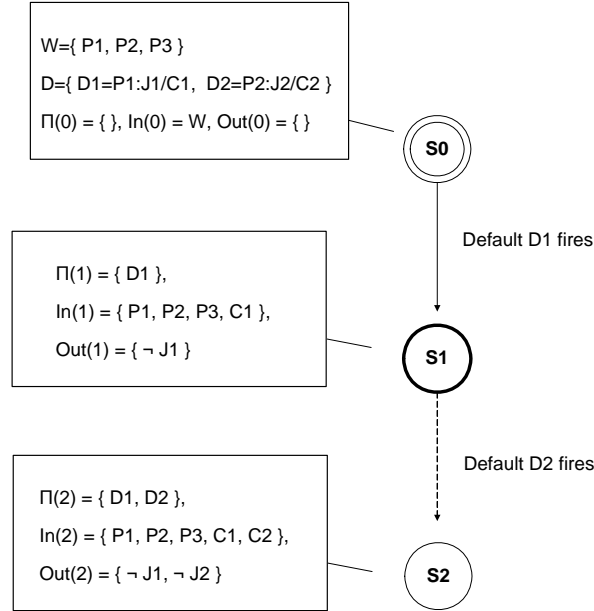 W={ P1, P2, P3 }
D={ D1=P1:J1/C1, D2=P2:J2/C2 }
Π(0) = { }, In(0) = W, Out(0) = { }
S0
Default D1 fires
Π(1) = { D1 },
In(1) = { P1, P2, P3, C1 },
Out(1) = { ¬ J1 }
S1
Default D2 fires
Π(2) = { D1, D2 },
In(2) = { P1, P2, P3, C1, C2 },
Out(2) = { ¬ J1, ¬ J2 }
S2